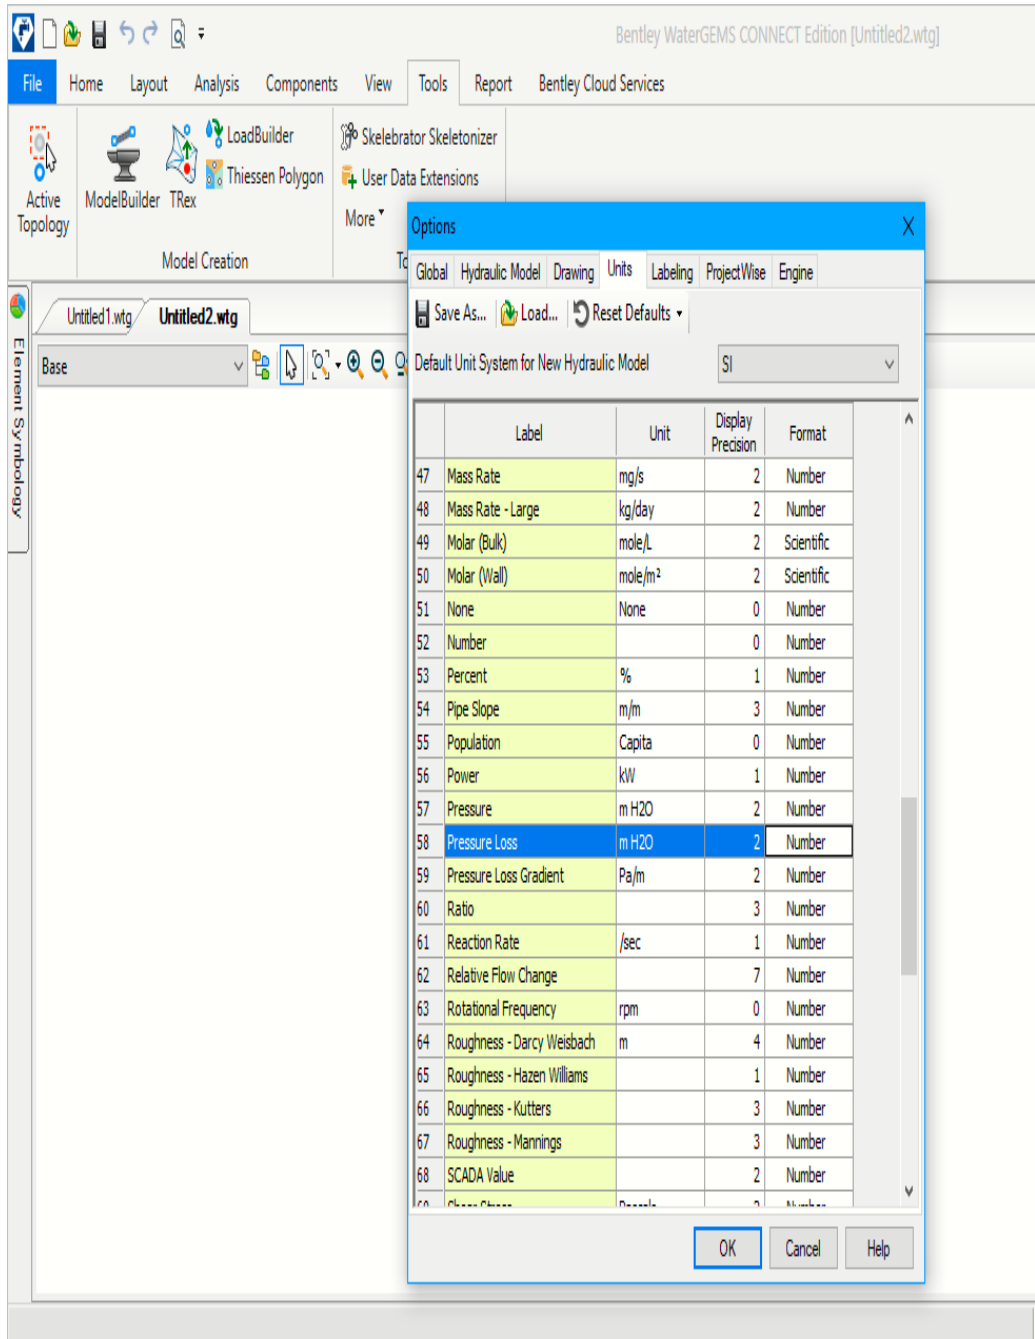 Bentley WaterGEMS CONNECT Edition [Untitled2.wtg]
File Home Layout Analysis Components View Tools Report Bentley Cloud Services
Active Topology
ModelBuilder
TRex
LoadBuilder
Thiessen Polygon
Model Creation
Skelebrator Skeletonizer
User Data Extensions
More
Options X
Global Hydraulic Model Drawing Units Labeling ProjectWise Engine
Save As... Load... Reset Defaults
Default Unit System for New Hydraulic Model SI
Untitled1.wtg Untitled2.wtg
Base
Element Symbology
Label Unit Display Precision Format
47 Mass Rate mg/s 2 Number
48 Mass Rate - Large kg/day 2 Number
49 Molar (Bulk) mole/L 2 Scientific
50 Molar (Wall) mole/m² 2 Scientific
51 None None 0 Number
52 Number 0 Number
53 Percent % 1 Number
54 Pipe Slope m/m 3 Number
55 Population Capita 0 Number
56 Power kW 1 Number
57 Pressure m H2O 2 Number
58 Pressure Loss m H2O 2 Number
59 Pressure Loss Gradient Pa/m 2 Number
60 Ratio 3 Number
61 Reaction Rate /sec 1 Number
62 Relative Flow Change 7 Number
63 Rotational Frequency rpm 0 Number
64 Roughness - Darcy Weisbach m 4 Number
65 Roughness - Hazen Williams 1 Number
66 Roughness - Kutters 3 Number
67 Roughness - Mannings 3 Number
68 SCADA Value 2 Number
OK Cancel Help